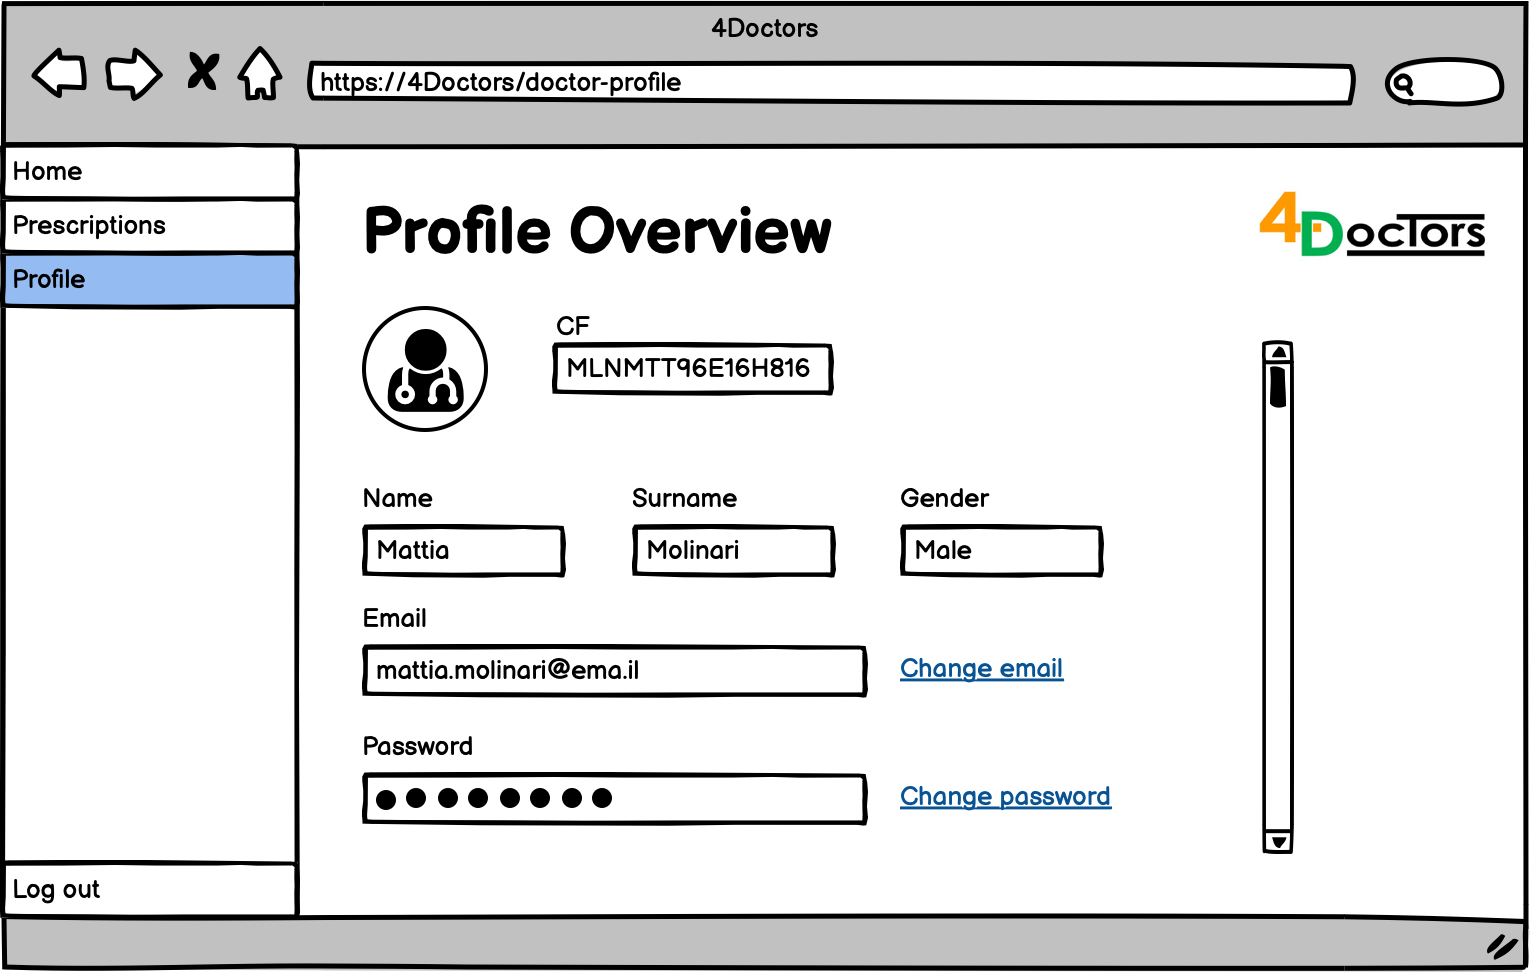 4Doctors
https://4Doctors/doctor-profile
Home
Prescriptions
Profile
Log out
Profile Overview
4Doctors
CF
MLNMTT96E16H816
Name
Surname
Gender
Mattia
Molinari
Male
Email
mattia.molinari@ema.il
Change email
Password
Change password